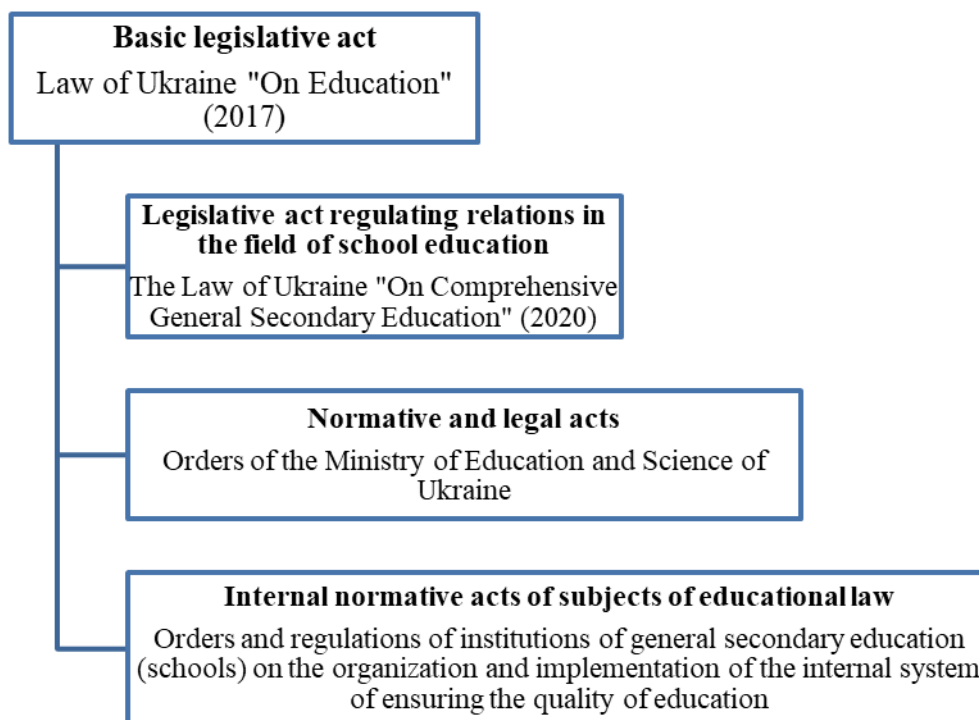 Basic legislative act
Law of Ukraine "On Education"
(2017)
Legislative act regulating relations in
the field of school education
The Law of Ukraine "On Comprehensive
General Secondary Education" (2020)
Normative and legal acts
Orders of the Ministry of Education and Science of
Ukraine
Internal normative acts of subjects of educational law
Orders and regulations of institutions of general secondary education
(schools) on the organization and implementation of the internal system
of ensuring the quality of education